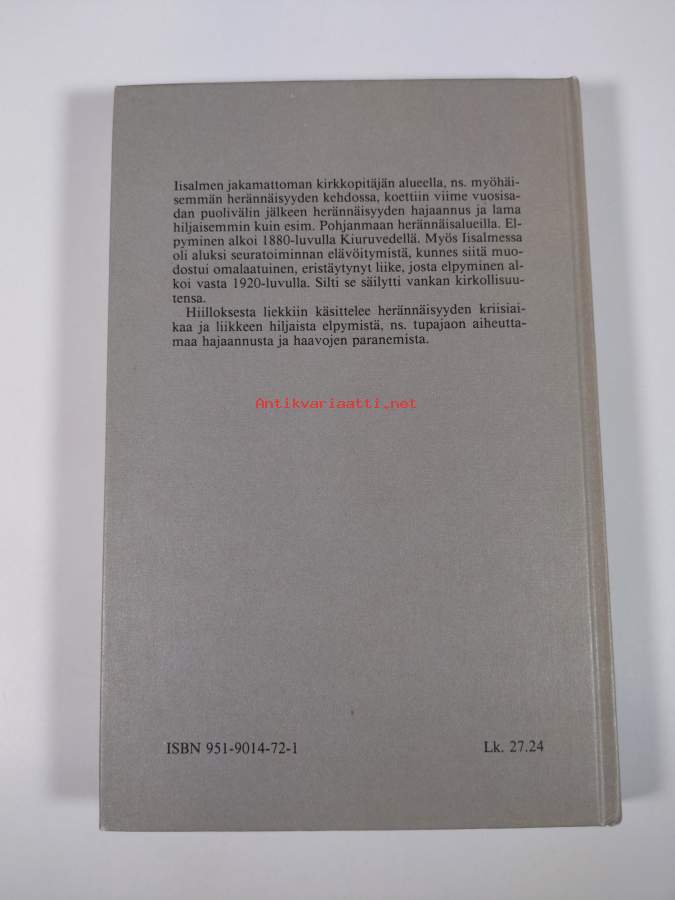 Iisalmen jakamattoman kirkkopitäjän alueella, ns. myöhäi-
semmän herännäisyyden kehdossa, koettiin viime vuosisa-
dan puolivälin jälkeen herännäisyyden hajaannus ja lama
hiljaisemmin kuin esim. Pohjanmaan herännäisalueilla. El-
pyminen alkoi 1880-luvulla Kiuruvedellä. Myös Iisalmessa
oli aluksi seuratoiminnan elävöitymistä, kunnes siitä muo-
dostui omalaatuinen, eristäytynyt liike, josta elpyminen al-
koi vasta 1920-luvulla. Silti se säilytti vankan kirkollisuu-
tensa.
Hiilloksesta liekkiin käsittelee herännäisyyden kriisiai-
kaa ja liikkeen hiljaista elpymistä, ns. tupajaon aiheutta-
maa hajaannusta ja haavojen paranemista.
Antikvariaatti.net
ISBN 951-9014-72-1 Lk. 27.24